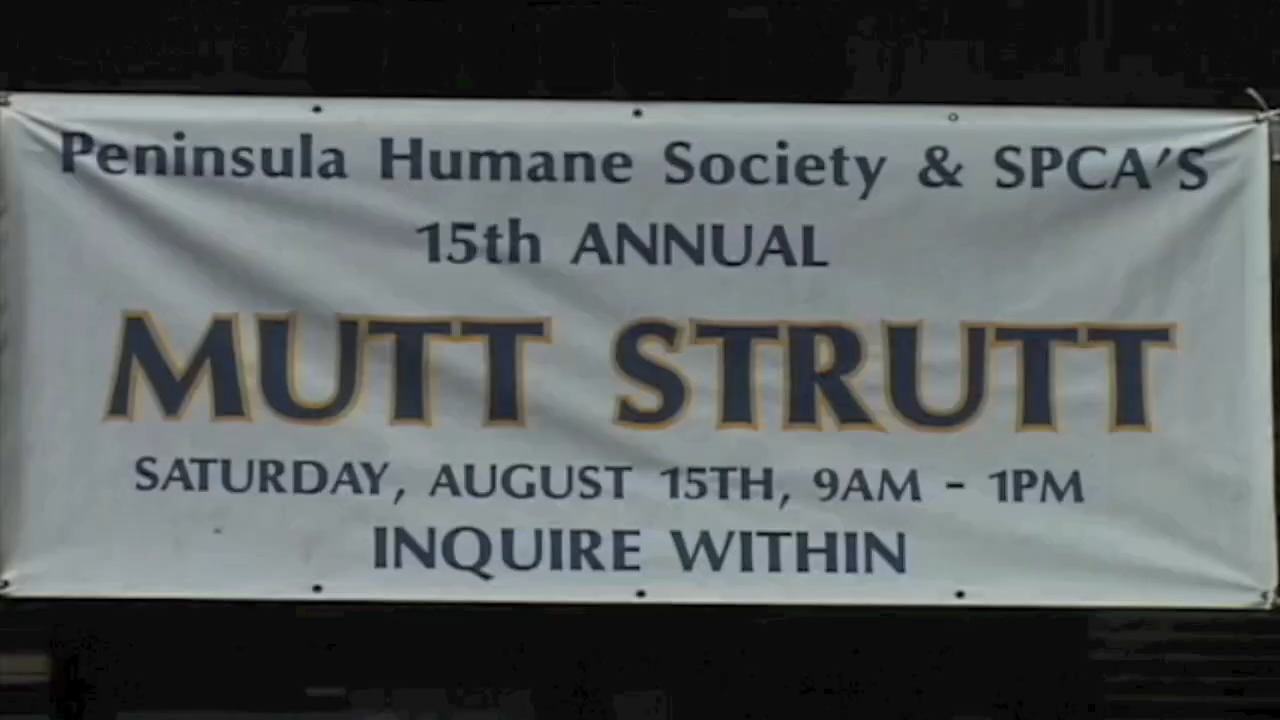 Peninsula Humane Society & SPCA'S
15th ANNUAL
MUTT STRUTT
SATURDAY, AUGUST 15TH, 9AM - 1PM
INQUIRE WITHIN